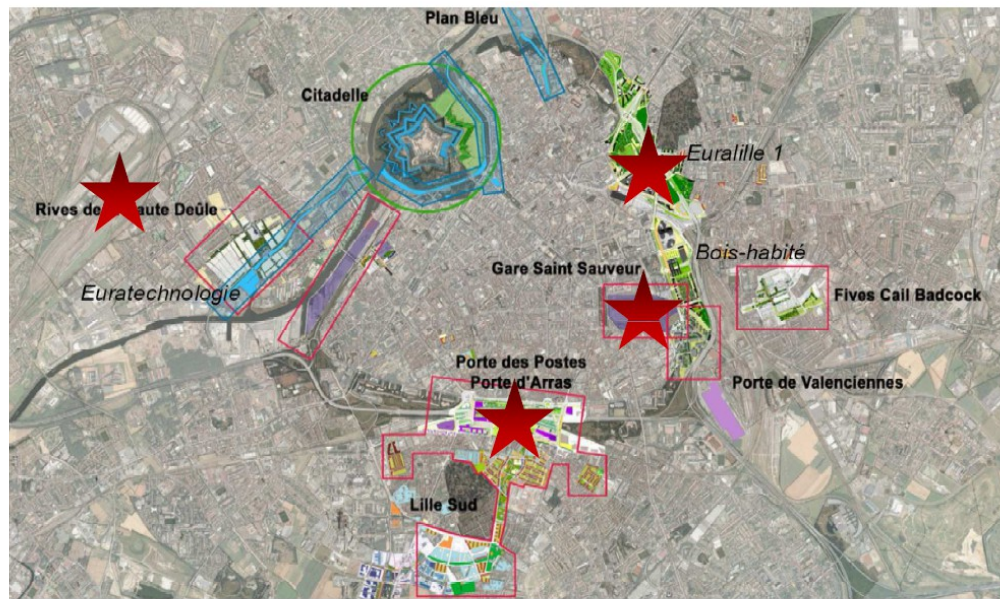 Plan Bleu
Citadelle
Euralille 1
Rives de aute Deûle
Bois-habité
Gare Saint Sauveur
Euratechnologie
Fives Cail Badcock
Porte des Postes
Porte d'Arras
Porte de Valenciennes
Lille Sud